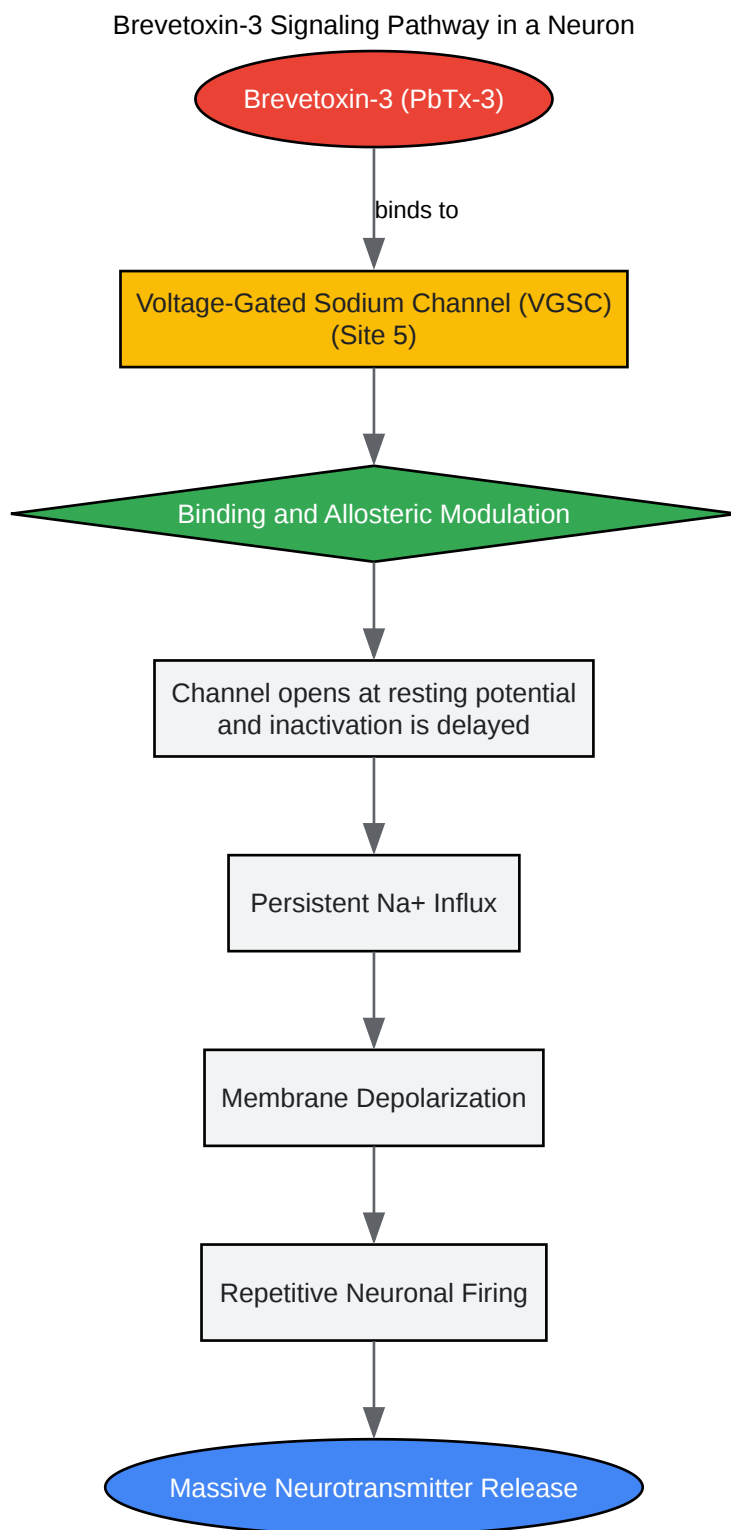 Brevetoxin-3 Signaling Pathway in a Neuron
Brevetoxin-3 (PbTx-3)
binds to
Voltage-Gated Sodium Channel (VGSC)
(Site 5)
Binding and Allosteric Modulation
Channel opens at resting potential
and inactivation is delayed
Persistent Na+ Influx
Membrane Depolarization
Repetitive Neuronal Firing
Massive Neurotransmitter Release